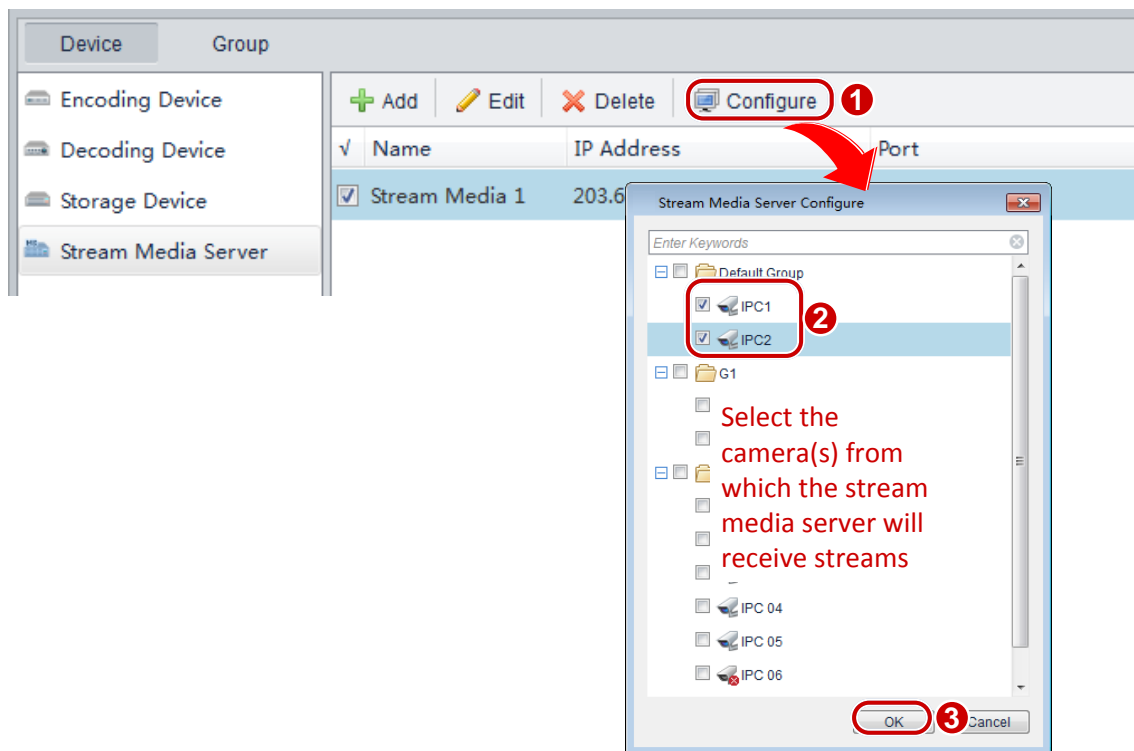 Device Group
Encoding Device
Decoding Device
Storage Device
Stream Media Server
Add Edit Delete Configure 1
√ Name IP Address Port
Stream Media 1 203.6
Stream Media Server Configure
Enter Keywords
Default Group
IPC1
2
IPC2
G1
Select the
camera(s) from
which the stream
media server will
receive streams
IPC 04
IPC 05
IPC 06
OK 3 Cancel